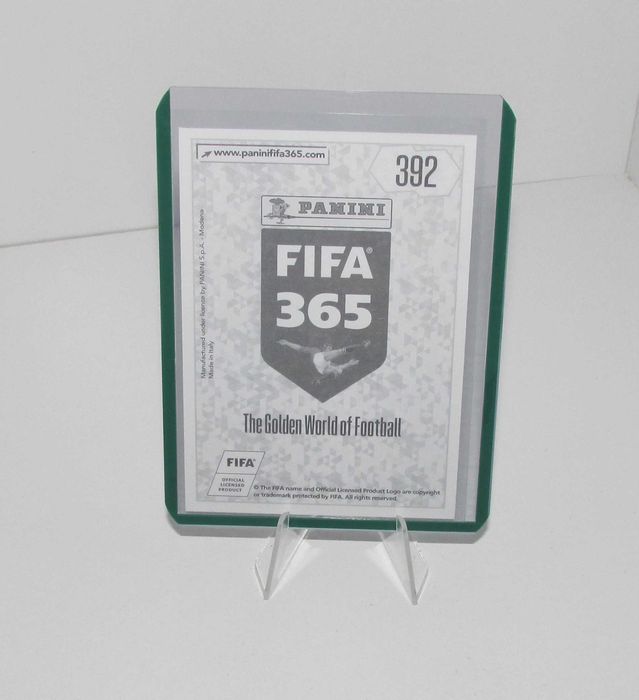 www.paninififa365.com
392
PANINI
FIFA®
365
The Golden World of Football
Manufactured under licence by PANINI S.p.A. - Modena
Made in Italy
FIFA®
OFFICIAL
LICENSED
PRODUCT
© The FIFA name and Official Licensed Product Logo are copyright
or trademark protected by FIFA. All rights reserved.